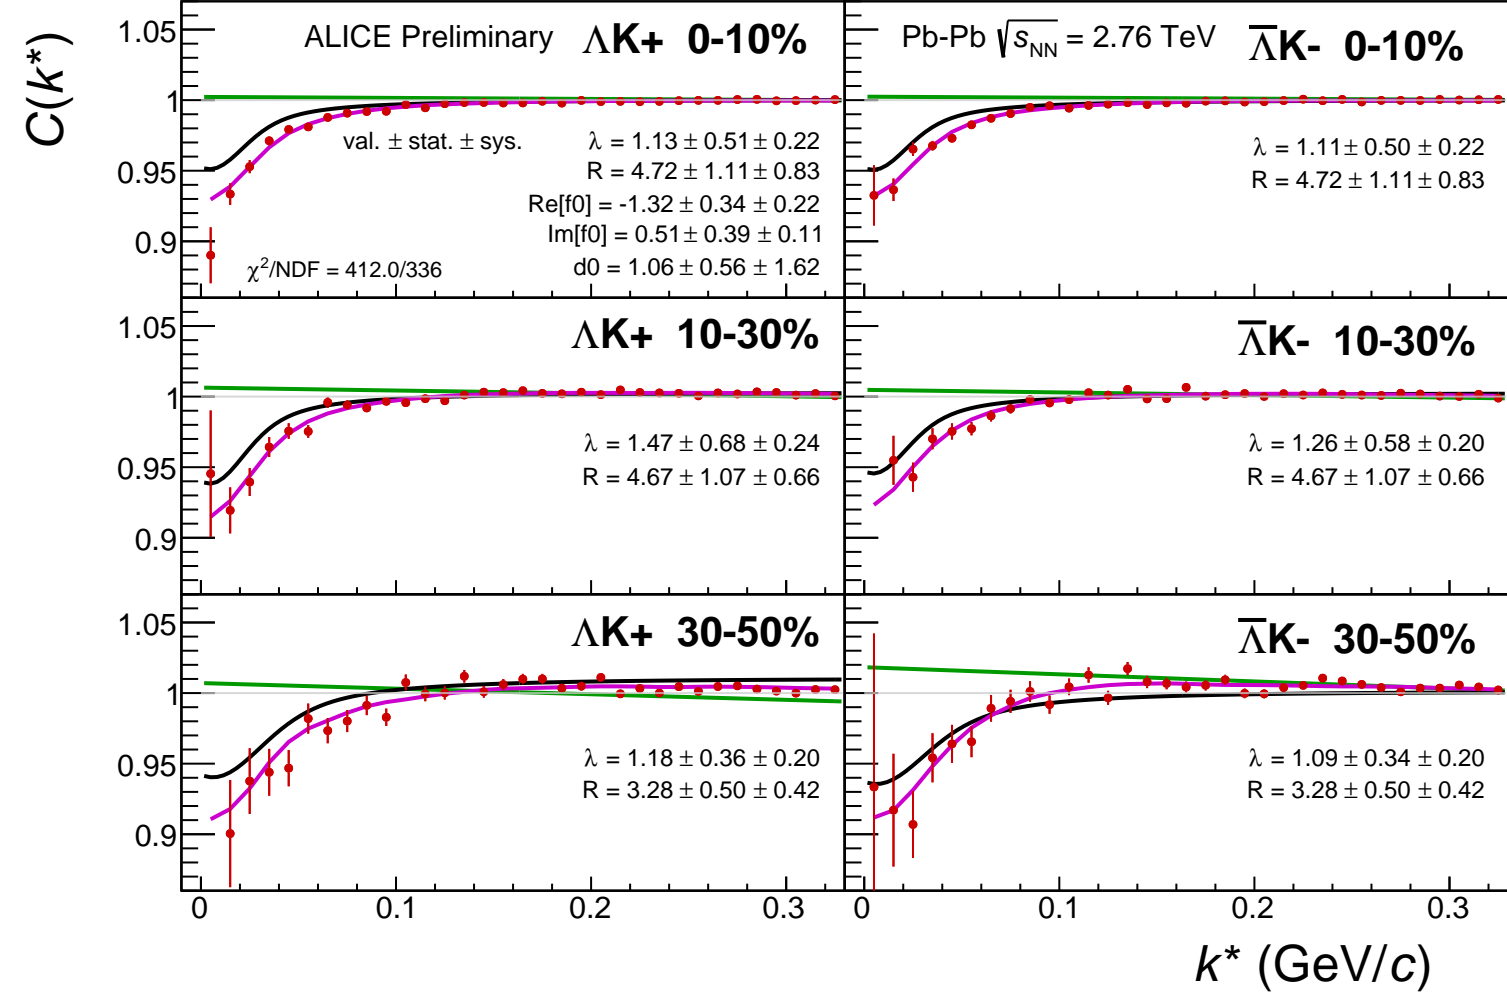 C(k*)
ALICE Preliminary ΛK+ 0-10%
1.05
1
0.95
0.9
val. ± stat. ± sys.
λ = 1.13 ± 0.51 ± 0.22
R = 4.72 ± 1.11 ± 0.83
Re[f0] = -1.32 ± 0.34 ± 0.22
Im[f0] = 0.51 ± 0.39 ± 0.11
d0 = 1.06 ± 0.56 ± 1.62
χ²/NDF = 412.0/336
Pb-Pb √sNN = 2.76 TeV Λ̅K- 0-10%
λ = 1.11 ± 0.50 ± 0.22
R = 4.72 ± 1.11 ± 0.83
ΛK+ 10-30%
1.05
1
0.95
0.9
λ = 1.47 ± 0.68 ± 0.24
R = 4.67 ± 1.07 ± 0.66
Λ̅K- 10-30%
λ = 1.26 ± 0.58 ± 0.20
R = 4.67 ± 1.07 ± 0.66
ΛK+ 30-50%
1.05
1
0.95
0.9
λ = 1.18 ± 0.36 ± 0.20
R = 3.28 ± 0.50 ± 0.42
Λ̅K- 30-50%
λ = 1.09 ± 0.34 ± 0.20
R = 3.28 ± 0.50 ± 0.42
0 0.1 0.2 0.3
0 0.1 0.2 0.3
k* (GeV/c)